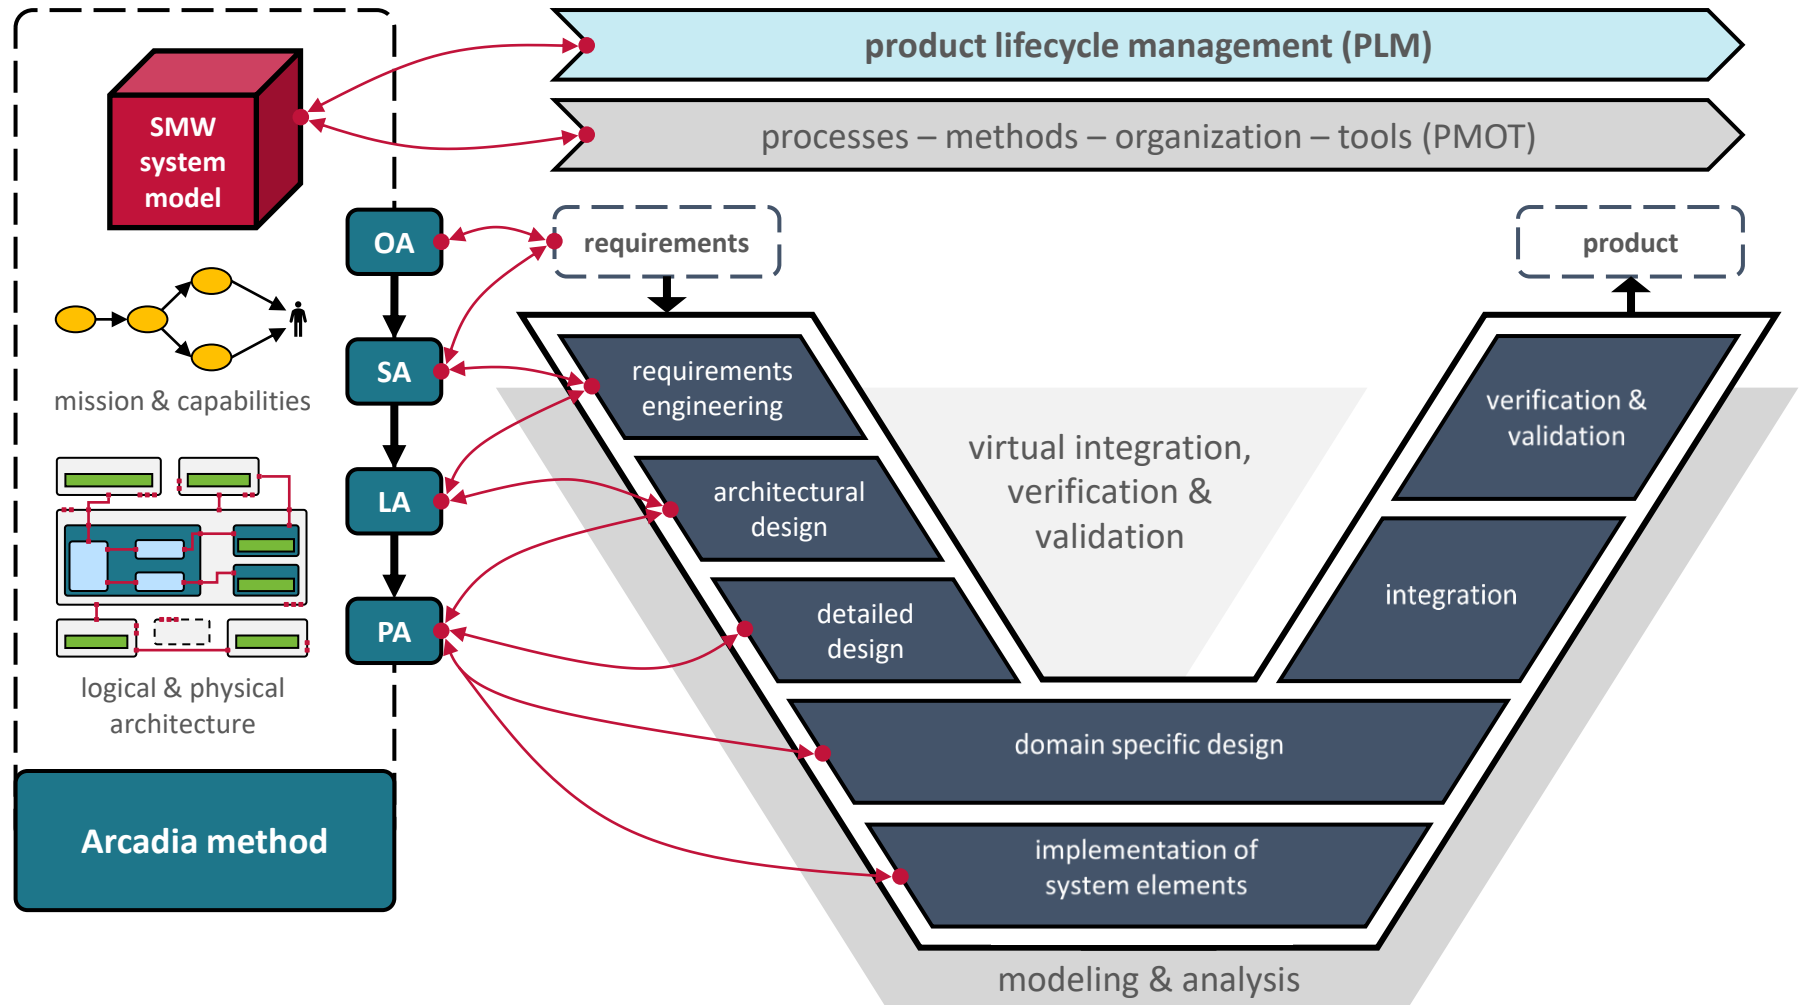 product lifecycle management (PLM)
processes – methods – organization – tools (PMOT)
SMW
system
model
OA
requirements
product
SA
mission & capabilities
requirements
engineering
verification &
validation
virtual integration,
verification &
validation
LA
architectural
design
integration
PA
detailed
design
logical & physical
architecture
domain specific design
Arcadia method
implementation of
system elements
modeling & analysis